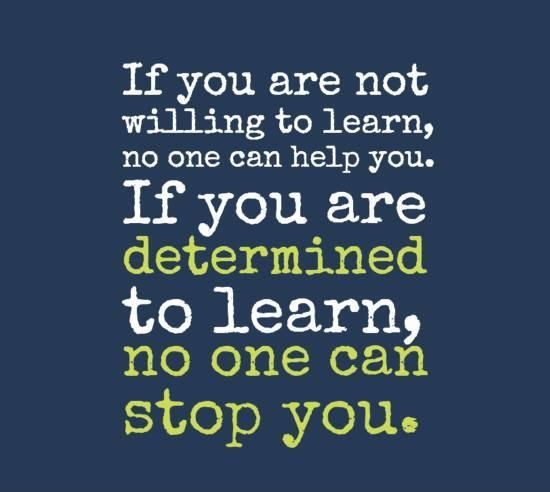 If you are not
willing to learn,
no one can help you.
If you are
determined
to learn,
no one can
stop you.